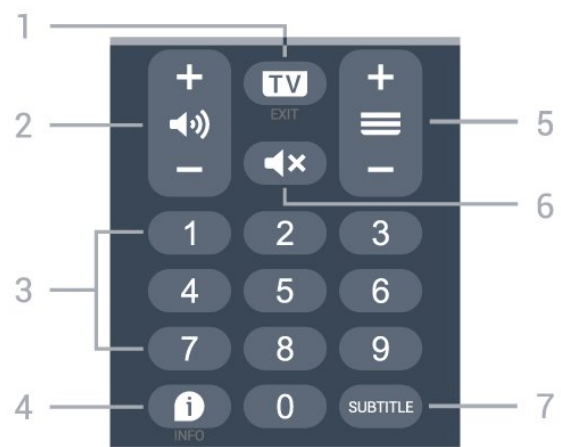 1
+ TV +
EXIT
2 5
− −
6
1 2 3
3
4 5 6
7 8 9
4 i 0 SUBTITLE 7
INFO